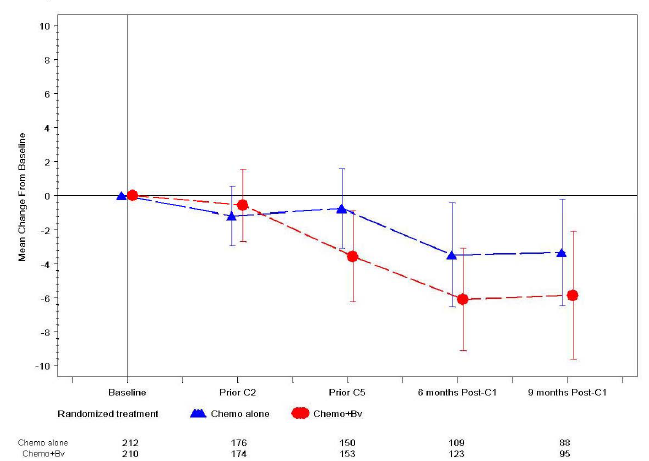 10
8
6
4
2
0
-2
-4
-6
-8
-10
Mean Change From Baseline
Baseline Prior C2 Prior C5 6 months Post-C1 9 months Post-C1
Randomized treatment Chemo alone Chemo+Bv
Chemo alone 212 176 150 109 88
Chemo+Bv 210 174 153 123 95